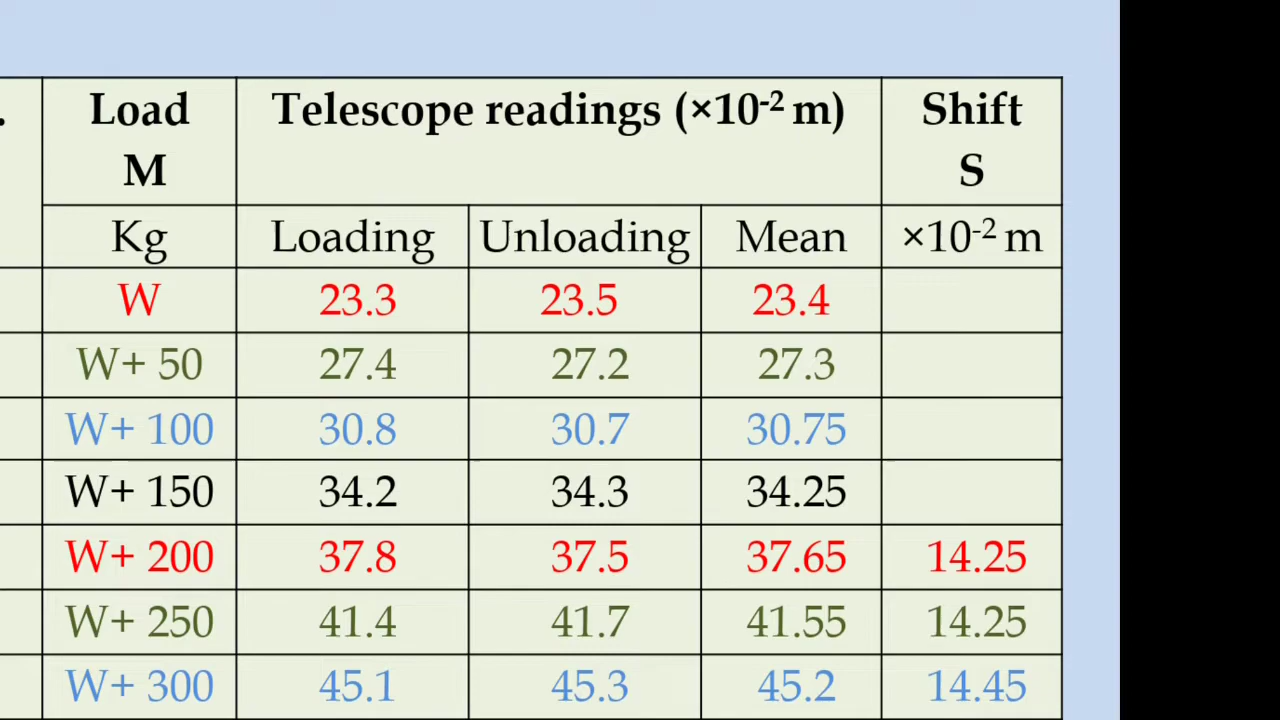 . Load Telescope readings (×10⁻² m) Shift
M S
Kg Loading Unloading Mean ×10⁻² m
W 23.3 23.5 23.4
W+ 50 27.4 27.2 27.3
W+ 100 30.8 30.7 30.75
W+ 150 34.2 34.3 34.25
W+ 200 37.8 37.5 37.65 14.25
W+ 250 41.4 41.7 41.55 14.25
W+ 300 45.1 45.3 45.2 14.45